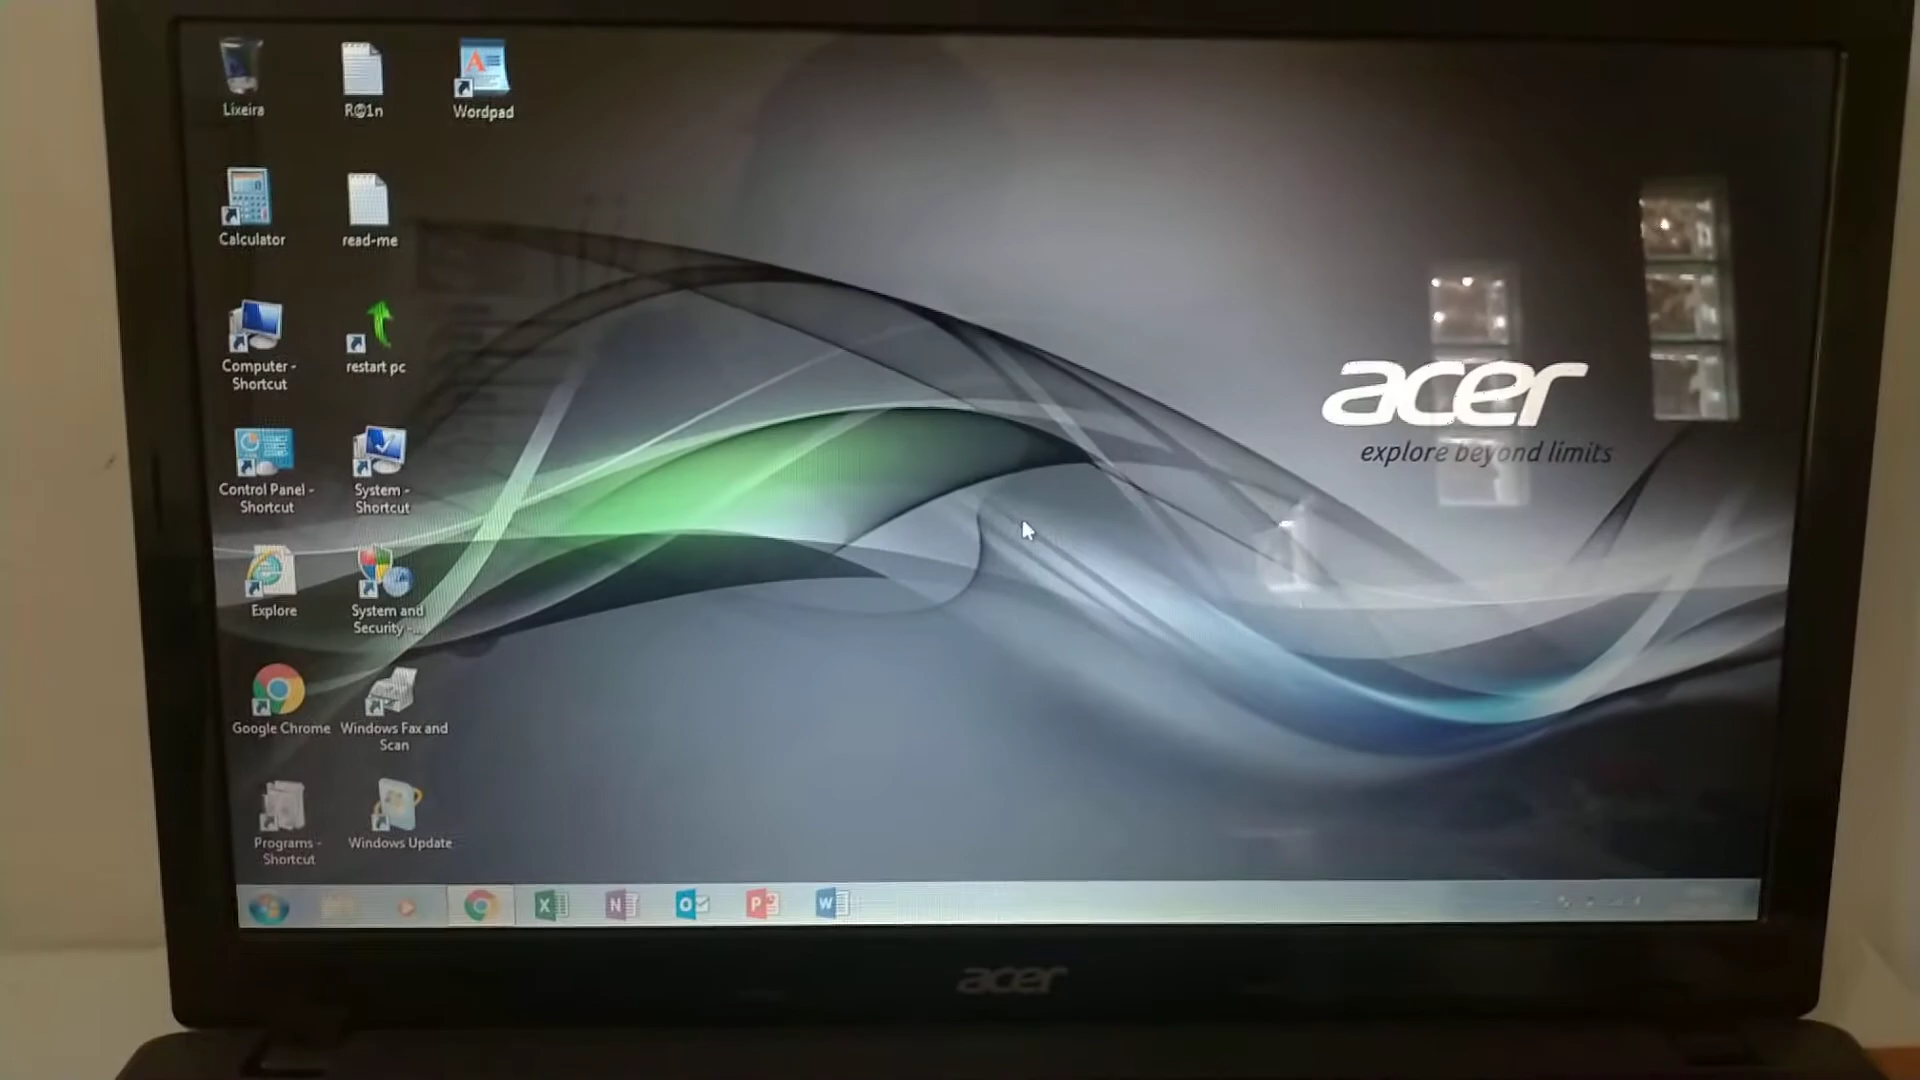 Lixeira
R@1n
Wordpad
Calculator
read-me
Computer -
Shortcut
restart pc
Control Panel -
Shortcut
System -
Shortcut
Explore
System and
Security -...
Google Chrome
Windows Fax and
Scan
Programs -
Shortcut
Windows Update
acer
explore beyond limits
X
N
O
P
W
acer